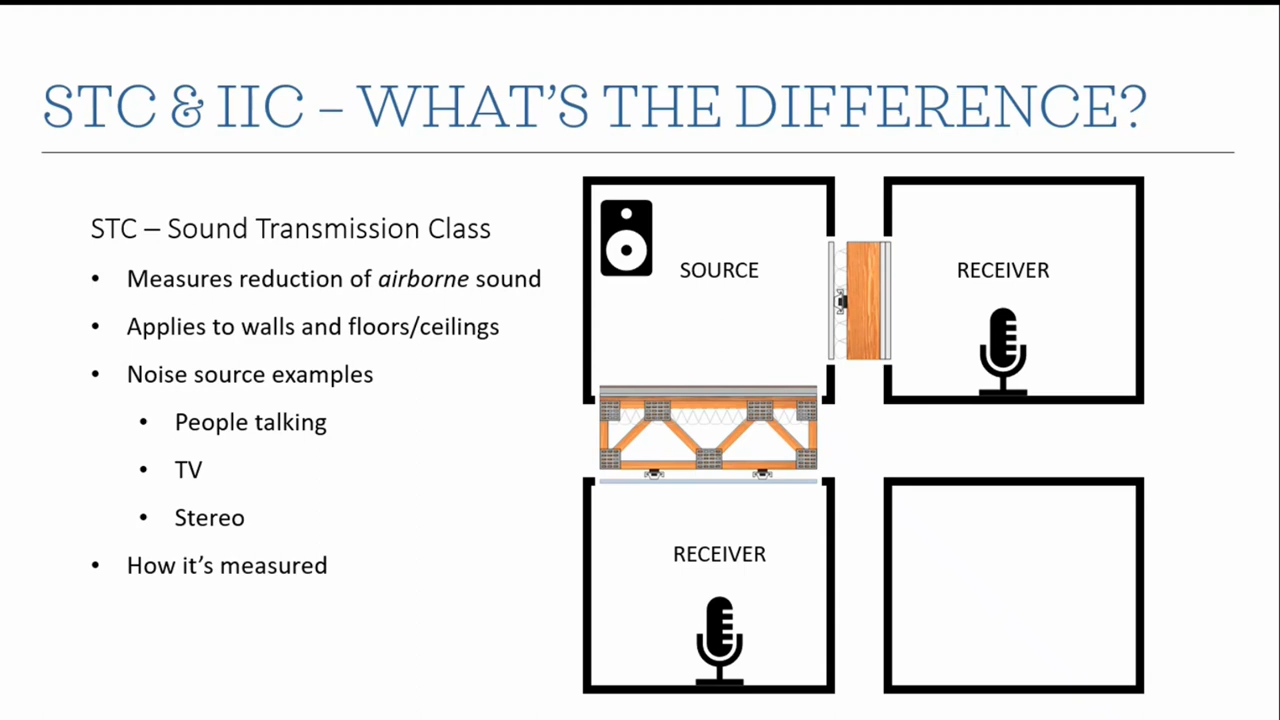 STC & IIC – WHAT'S THE DIFFERENCE?
STC – Sound Transmission Class
• Measures reduction of airborne sound
• Applies to walls and floors/ceilings
• Noise source examples
• People talking
• TV
• Stereo
• How it's measured
SOURCE
RECEIVER
RECEIVER